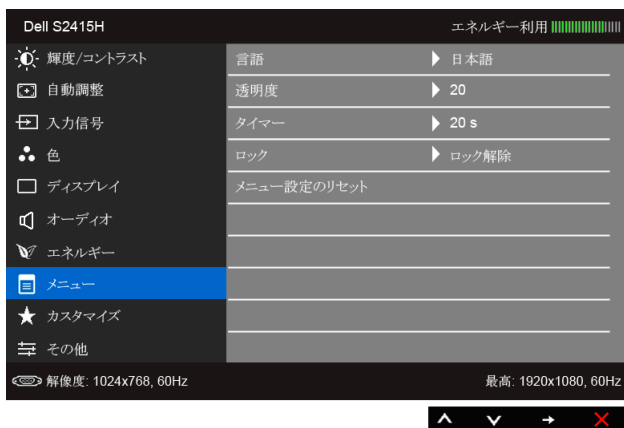 Dell S2415H エネルギー利用
輝度/コントラスト 言語 日本語
自動調整 透明度 20
入力信号 タイマー 20 s
色 ロック ロック解除
ディスプレイ メニュー設定のリセット
オーディオ
エネルギー
メニュー
カスタマイズ
その他
解像度: 1024x768, 60Hz 最高: 1920x1080, 60Hz